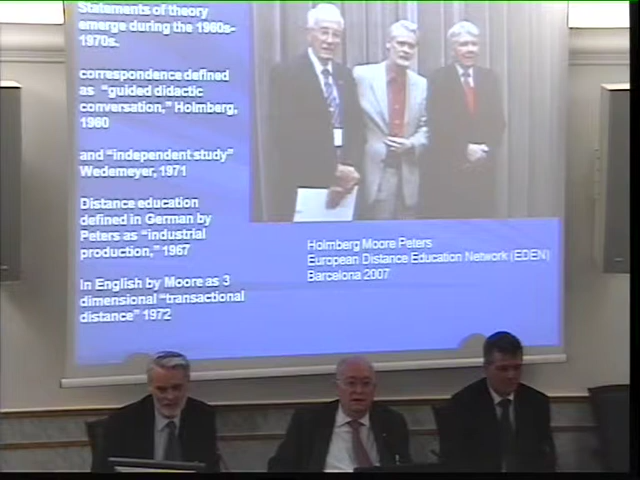 Statements of theory
emerge during the 1960s-
1970s.
correspondence defined
as "guided didactic
conversation," Holmberg,
1960
and "independent study"
Wedemeyer, 1971
Distance education
defined in German by
Peters as "industrial
production," 1967
In English by Moore as 3
dimensional "transactional
distance" 1972
Holmberg Moore Peters
European Distance Education Network (EDEN)
Barcelona 2007